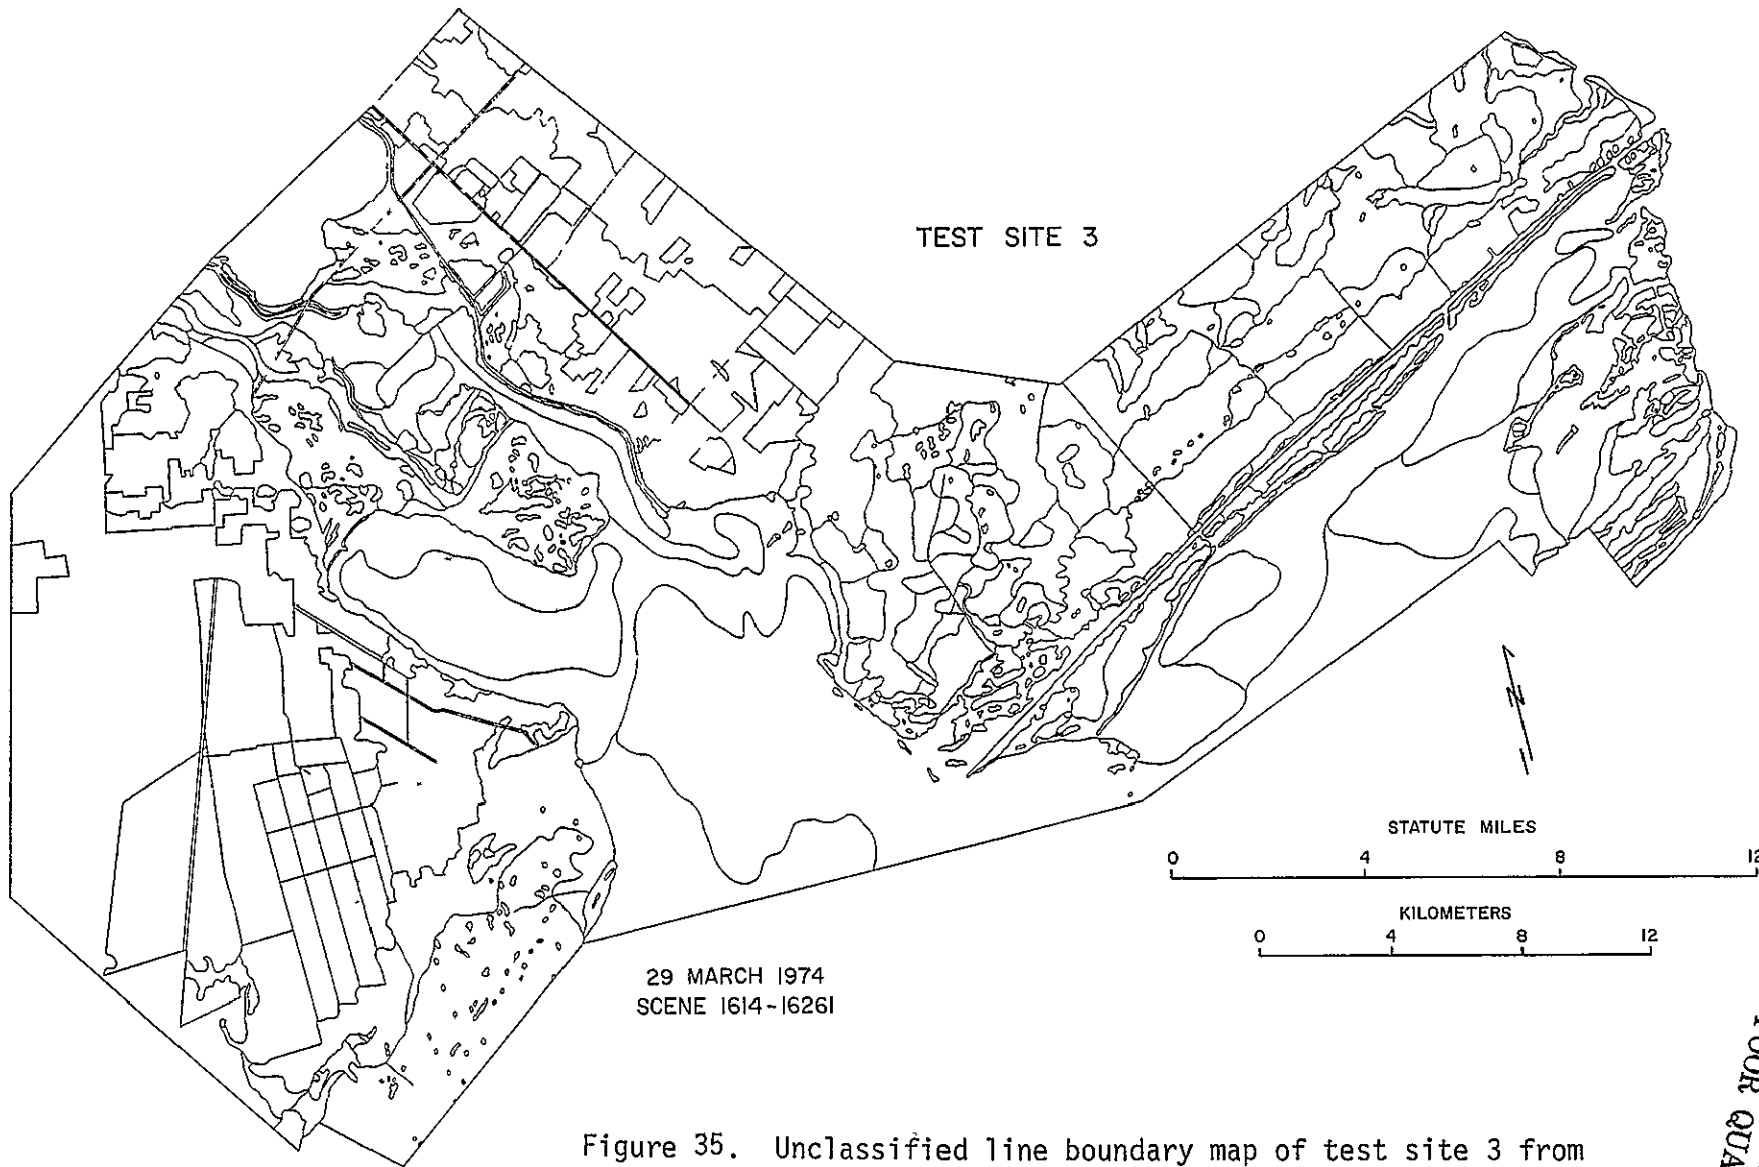 TEST SITE 3
N
STATUTE MILES
0 4 8 12
KILOMETERS
0 4 8 12
29 MARCH 1974
SCENE 1614-16261
Figure 35. Unclassified line boundary map of test site 3 from
POOR